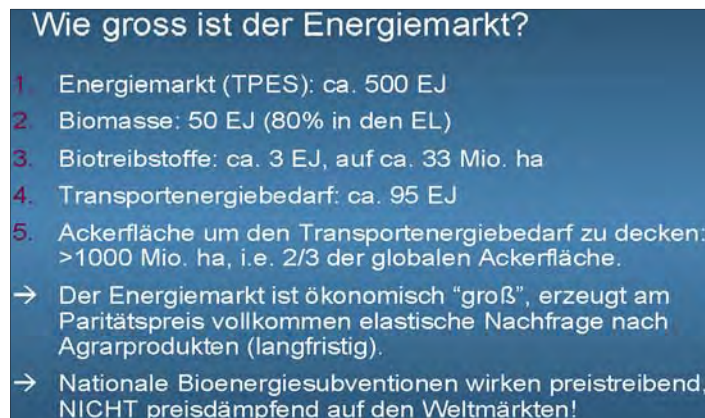 Wie gross ist der Energiemarkt?
1. Energiemarkt (TPES): ca. 500 EJ
2. Biomasse: 50 EJ (80% in den EL)
3. Biotreibstoffe: ca. 3 EJ, auf ca. 33 Mio. ha
4. Transportenergiebedarf: ca. 95 EJ
5. Ackerfläche um den Transportenergiebedarf zu decken:
>1000 Mio. ha, i.e. 2/3 der globalen Ackerfläche.
→ Der Energiemarkt ist ökonomisch “groß”, erzeugt am
Paritätspreis vollkommen elastische Nachfrage nach
Agrarprodukten (langfristig).
→ Nationale Bioenergiesubventionen wirken preistreibend,
NICHT preisdämpfend auf den Weltmärkten!